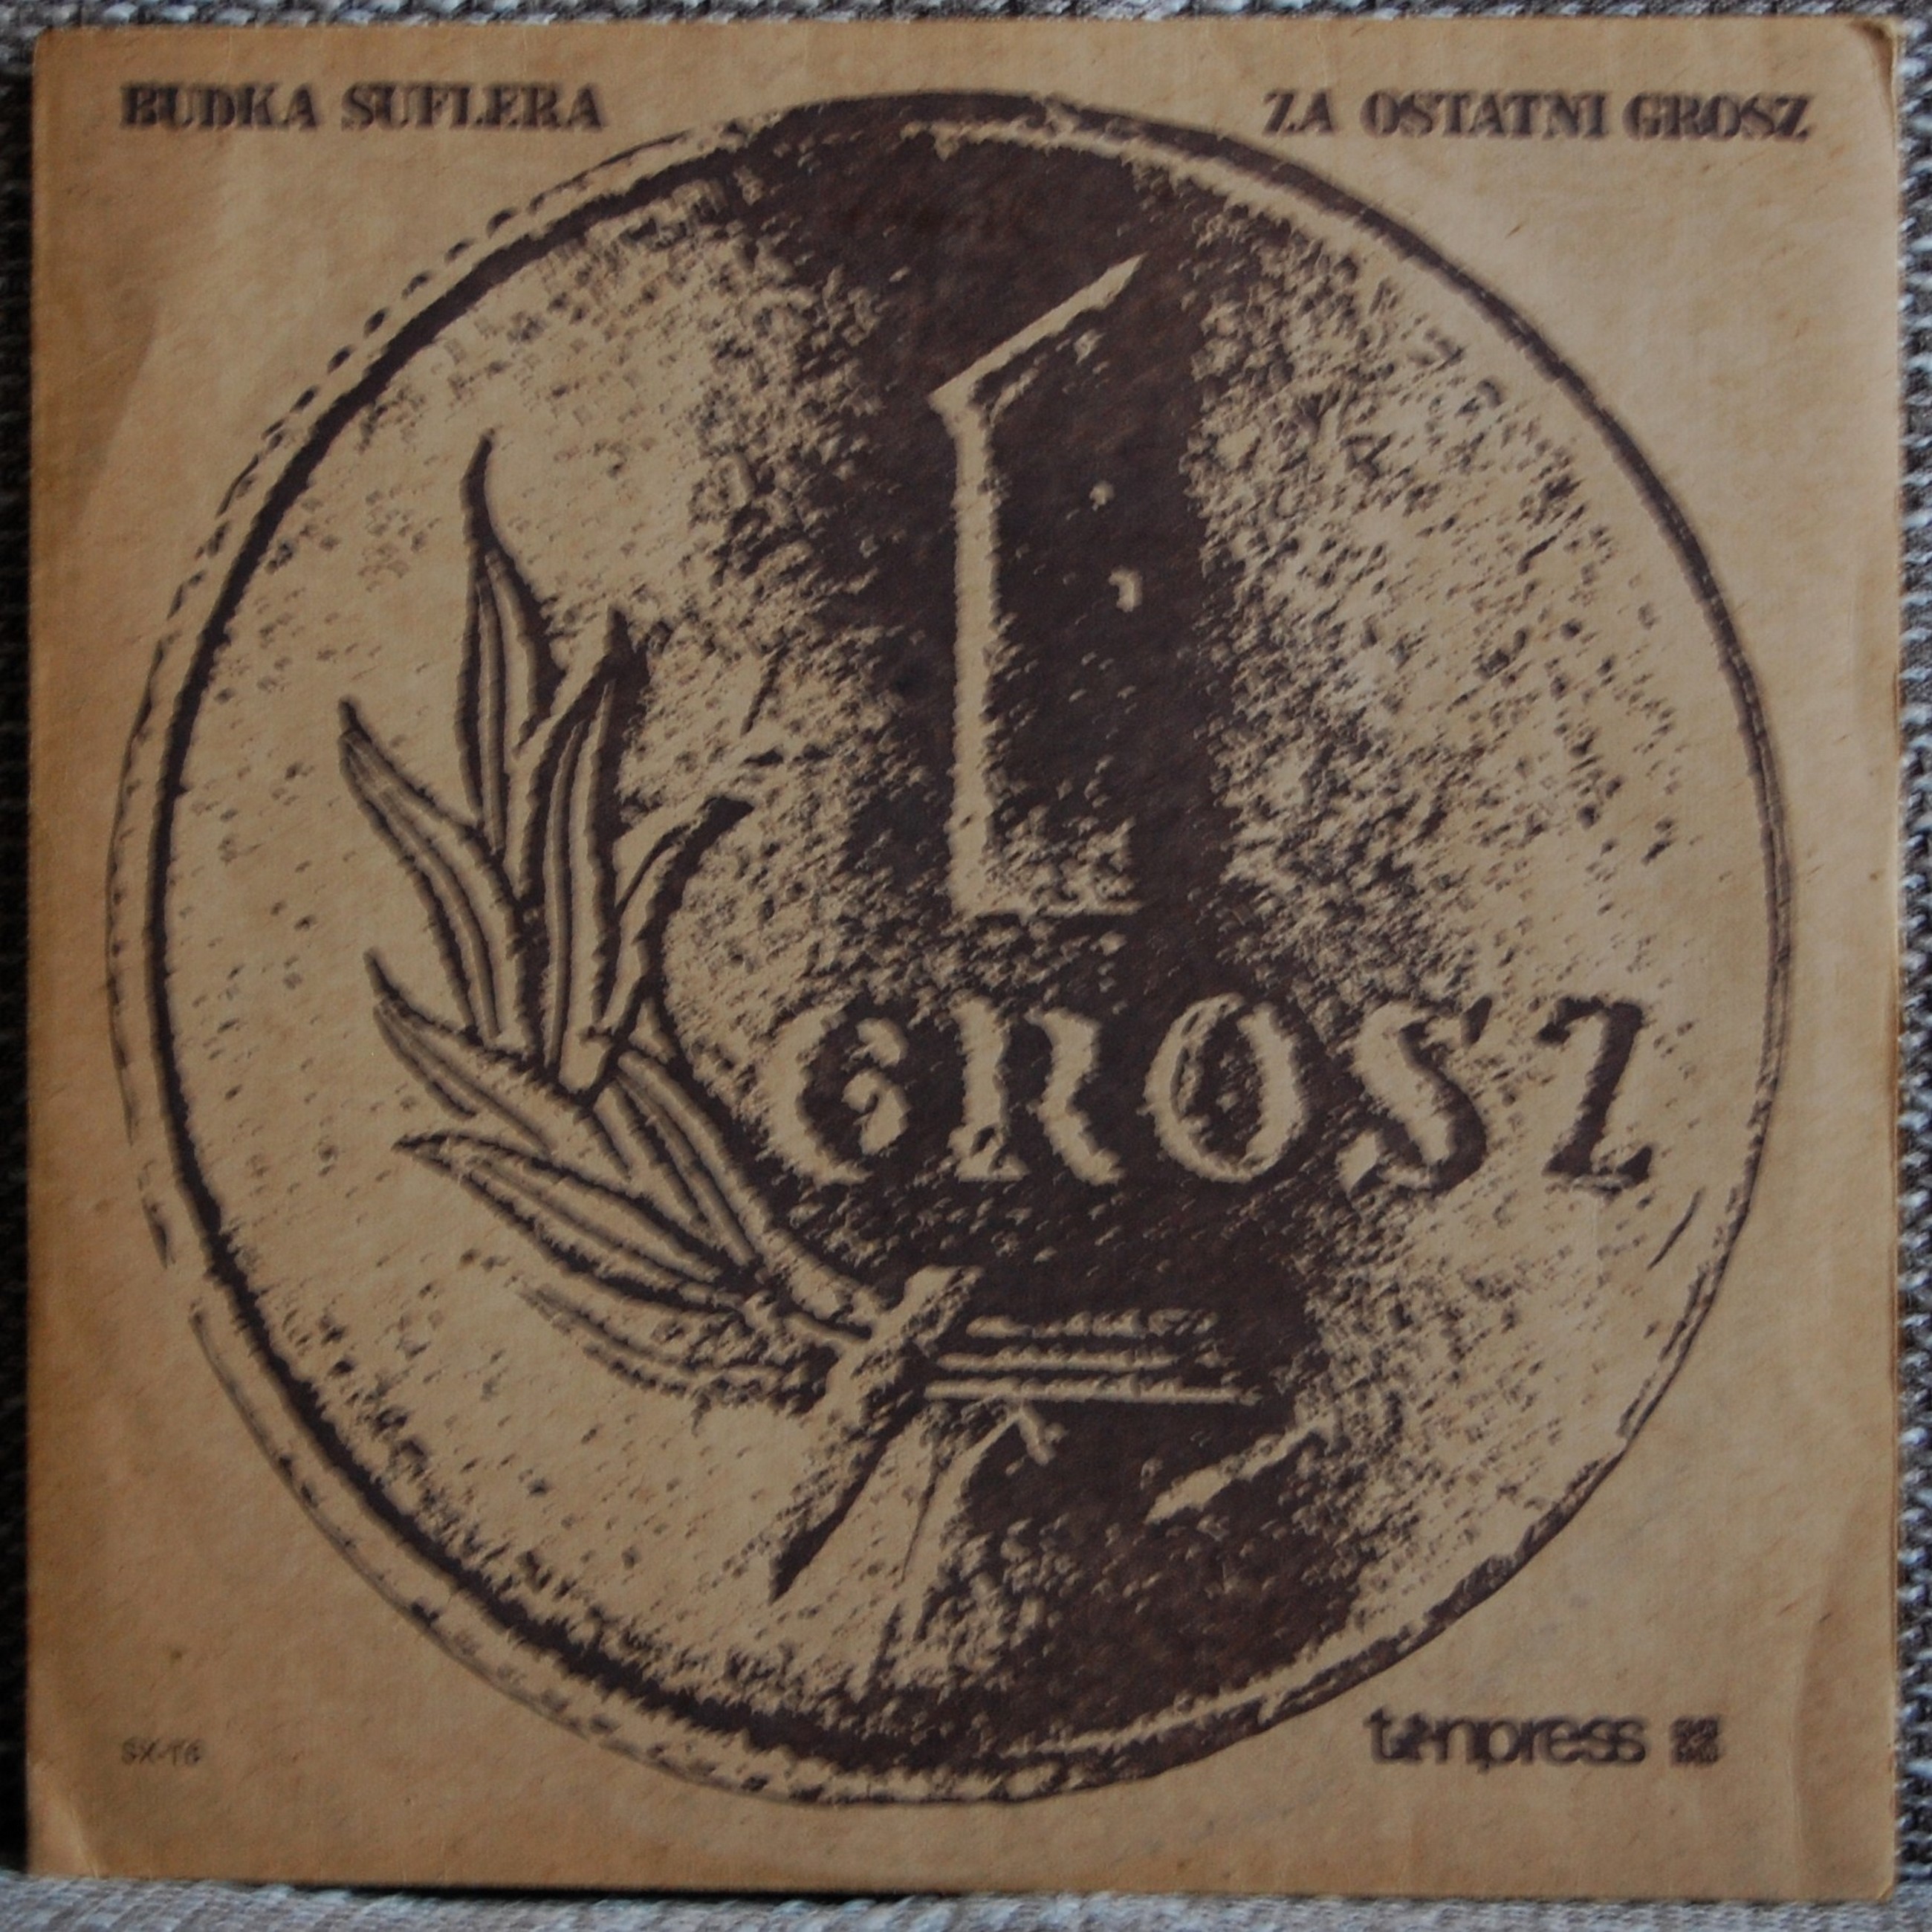 BUDKA SUFLERA
ZA OSTATNI GROSZ
1
GROSZ
SX-T6
tonpress